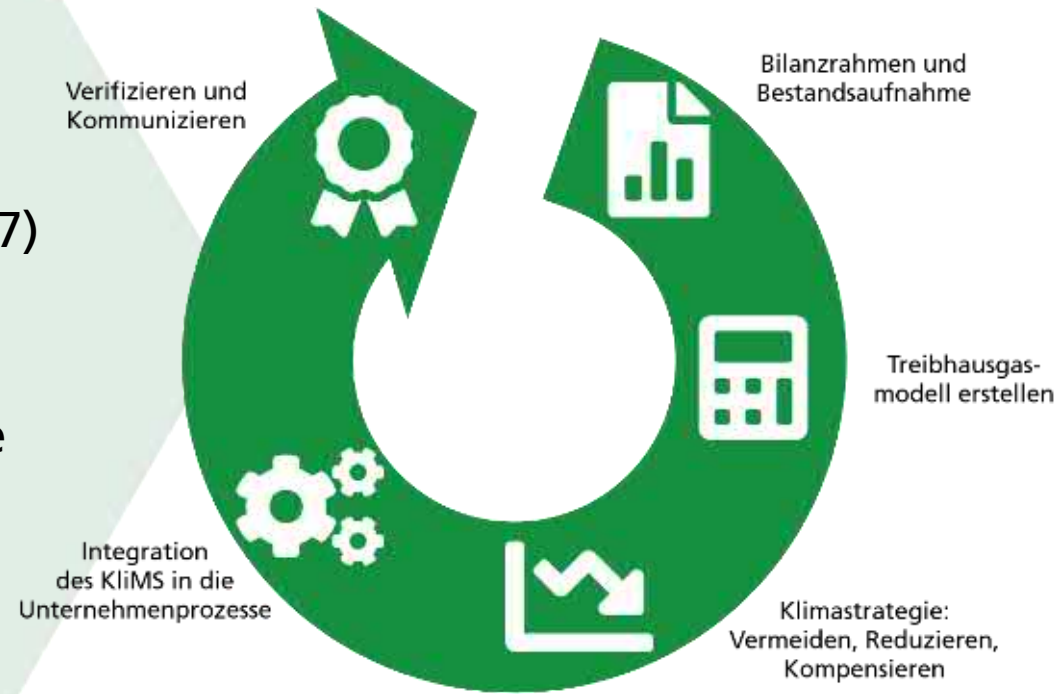 Verifizieren und
Kommunizieren
Bilanzrahmen und
Bestandsaufnahme
7)
Treibhausgas-
modell erstellen
e
Integration
des KliMS in die
Unternehmenprozesse
Klimastrategie:
Vermeiden, Reduzieren,
Kompensieren